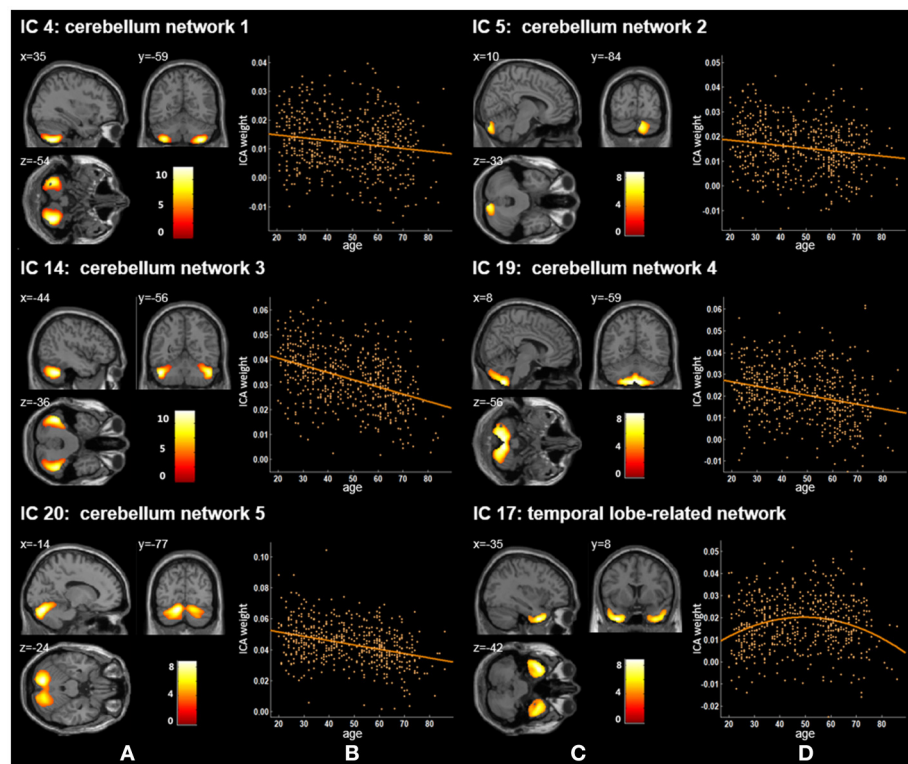 IC 4: cerebellum network 1
x=35
y=-59
z=-54
10
5
0
ICA weight
0.04
0.03
0.02
0.01
0.00
-0.01
20 30 40 50 60 70 80
age
IC 5: cerebellum network 2
x=10
y=-84
z=-33
8
4
0
ICA weight
0.05
0.04
0.03
0.02
0.01
0.00
-0.01
20 30 40 50 60 70 80
age
IC 14: cerebellum network 3
x=-44
y=-56
z=-36
10
5
0
ICA weight
0.06
0.05
0.04
0.03
0.02
0.01
0.00
20 30 40 50 60 70 80
age
IC 19: cerebellum network 4
x=8
y=-59
z=-56
8
4
0
ICA weight
0.06
0.05
0.04
0.03
0.02
0.01
0.00
-0.01
20 30 40 50 60 70 80
age
IC 20: cerebellum network 5
x=-14
y=-77
z=-24
8
4
0
ICA weight
0.10
0.08
0.06
0.04
0.02
0.00
20 30 40 50 60 70 80
age
IC 17: temporal lobe-related network
x=-35
y=8
z=-42
8
4
0
ICA weight
0.05
0.04
0.03
0.02
0.01
0.00
-0.01
-0.02
20 30 40 50 60 70 80
age
A B C D